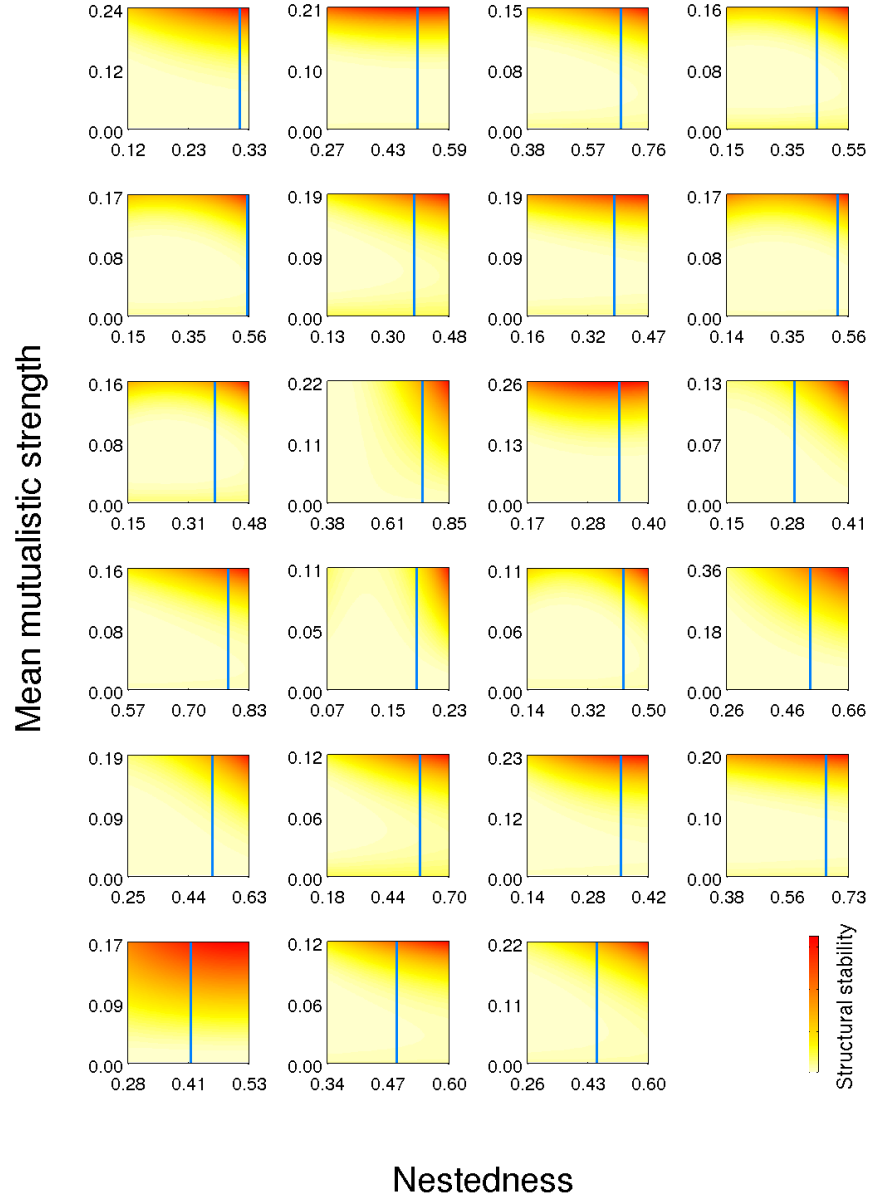 0.24 0.21 0.15 0.16
0.12 0.10 0.08 0.08
0.00 0.00 0.00 0.00
0.12 0.23 0.33 0.27 0.43 0.59 0.38 0.57 0.76 0.15 0.35 0.55
0.17 0.19 0.19 0.17
0.08 0.09 0.09 0.08
0.00 0.00 0.00 0.00
0.15 0.35 0.56 0.13 0.30 0.48 0.16 0.32 0.47 0.14 0.35 0.56
Mean mutualistic strength
0.16 0.22 0.26 0.13
0.08 0.11 0.13 0.07
0.00 0.00 0.00 0.00
0.15 0.31 0.48 0.38 0.61 0.85 0.17 0.28 0.40 0.15 0.28 0.41
0.16 0.11 0.11 0.36
0.08 0.05 0.06 0.18
0.00 0.00 0.00 0.00
0.57 0.70 0.83 0.07 0.15 0.23 0.14 0.32 0.50 0.26 0.46 0.66
0.19 0.12 0.23 0.20
0.09 0.06 0.12 0.10
0.00 0.00 0.00 0.00
0.25 0.44 0.63 0.18 0.44 0.70 0.14 0.28 0.42 0.38 0.56 0.73
0.17 0.12 0.22
0.09 0.06 0.11
0.00 0.00 0.00
0.28 0.41 0.53 0.34 0.47 0.60 0.26 0.43 0.60
Structural stability
Nestedness